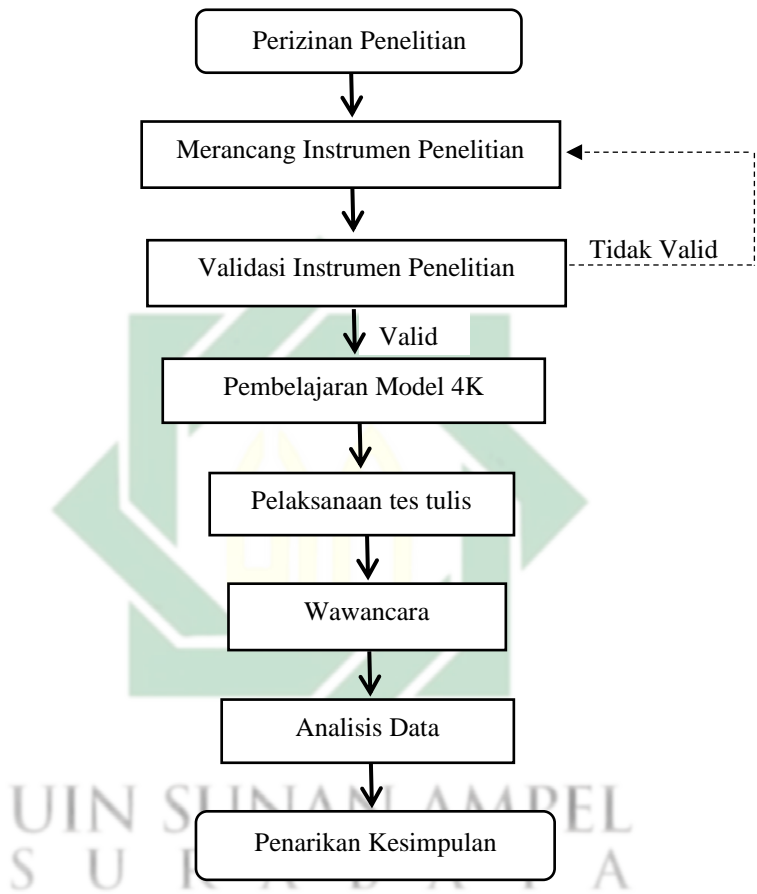 Perizinan Penelitian
Merancang Instrumen Penelitian
Validasi Instrumen Penelitian
Tidak Valid
Valid
Pembelajaran Model 4K
Pelaksanaan tes tulis
Wawancara
Analisis Data
UIN SUNAN AMPEL
Penarikan Kesimpulan
S U R A B A Y A